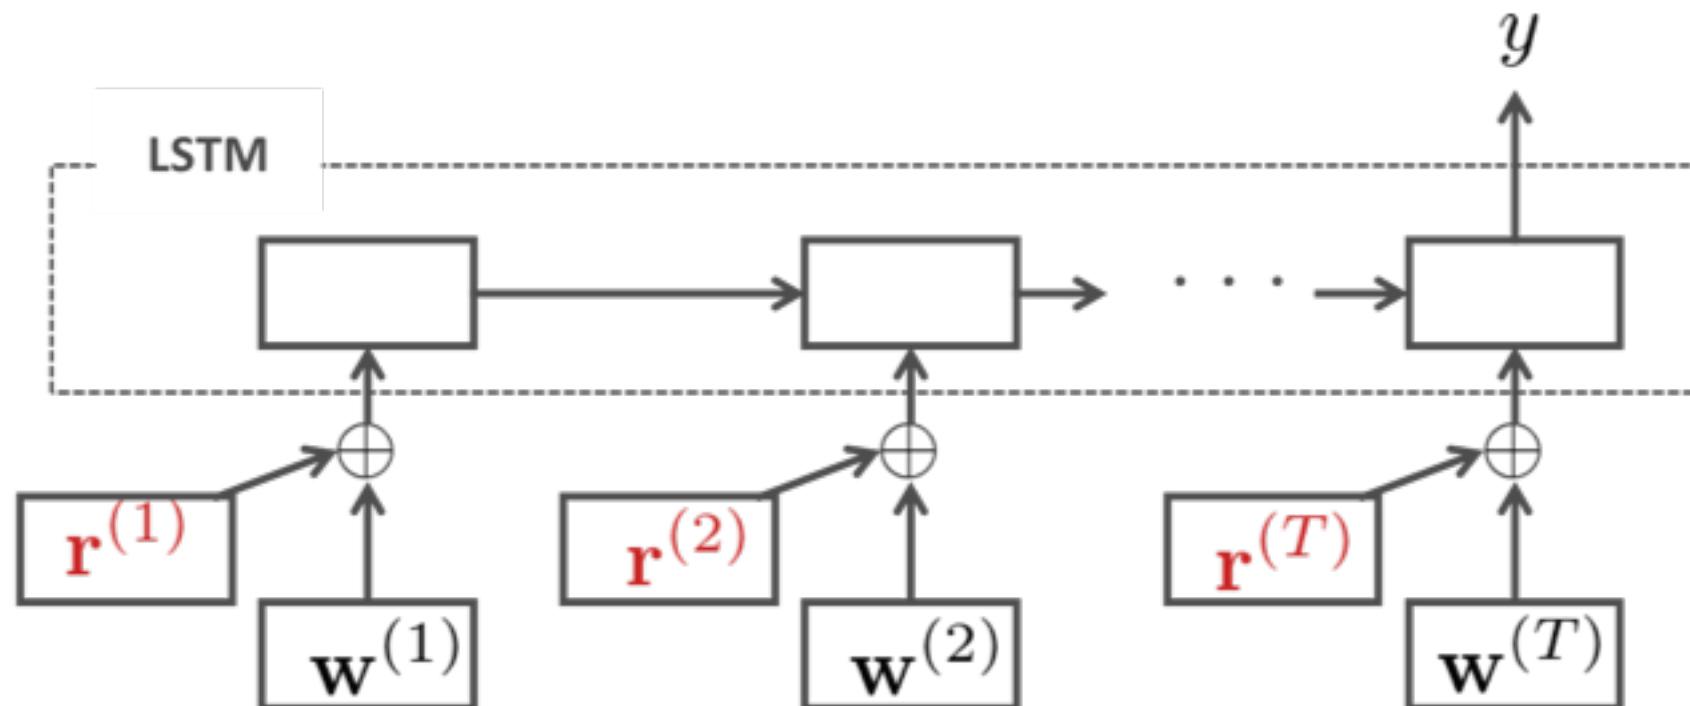 y
LSTM
. . .
r^(1) r^(2) r^(T)
w^(1) w^(2) w^(T)